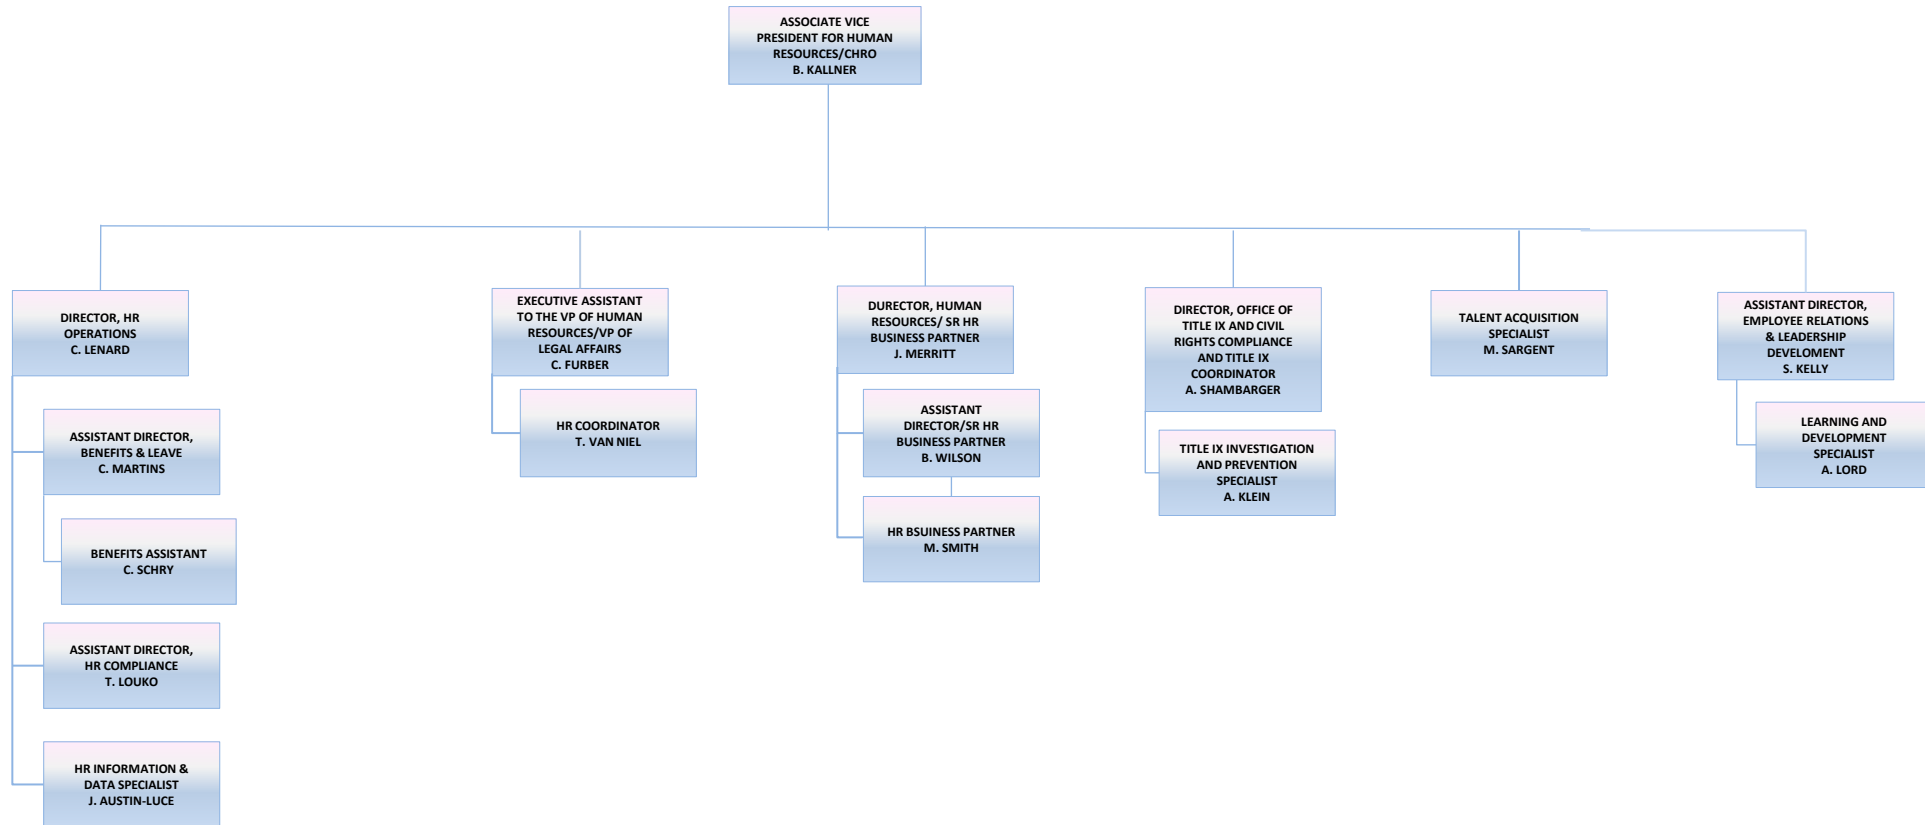 ASSOCIATE VICE
PRESIDENT FOR HUMAN
RESOURCES/CHRO
B. KALLNER
DIRECTOR, HR
OPERATIONS
C. LENARD
EXECUTIVE ASSISTANT
TO THE VP OF HUMAN
RESOURCES/VP OF
LEGAL AFFAIRS
C. FURBER
DURECTOR, HUMAN
RESOURCES/ SR HR
BUSINESS PARTNER
J. MERRITT
DIRECTOR, OFFICE OF
TITLE IX AND CIVIL
RIGHTS COMPLIANCE
AND TITLE IX
COORDINATOR
A. SHAMBARGER
TALENT ACQUISITION
SPECIALIST
M. SARGENT
ASSISTANT DIRECTOR,
EMPLOYEE RELATIONS
& LEADERSHIP
DEVELOMENT
S. KELLY
ASSISTANT DIRECTOR,
BENEFITS & LEAVE
C. MARTINS
HR COORDINATOR
T. VAN NIEL
ASSISTANT
DIRECTOR/SR HR
BUSINESS PARTNER
B. WILSON
TITLE IX INVESTIGATION
AND PREVENTION
SPECIALIST
A. KLEIN
LEARNING AND
DEVELOPMENT
SPECIALIST
A. LORD
BENEFITS ASSISTANT
C. SCHRY
HR BSUINESS PARTNER
M. SMITH
ASSISTANT DIRECTOR,
HR COMPLIANCE
T. LOUKO
HR INFORMATION &
DATA SPECIALIST
J. AUSTIN-LUCE